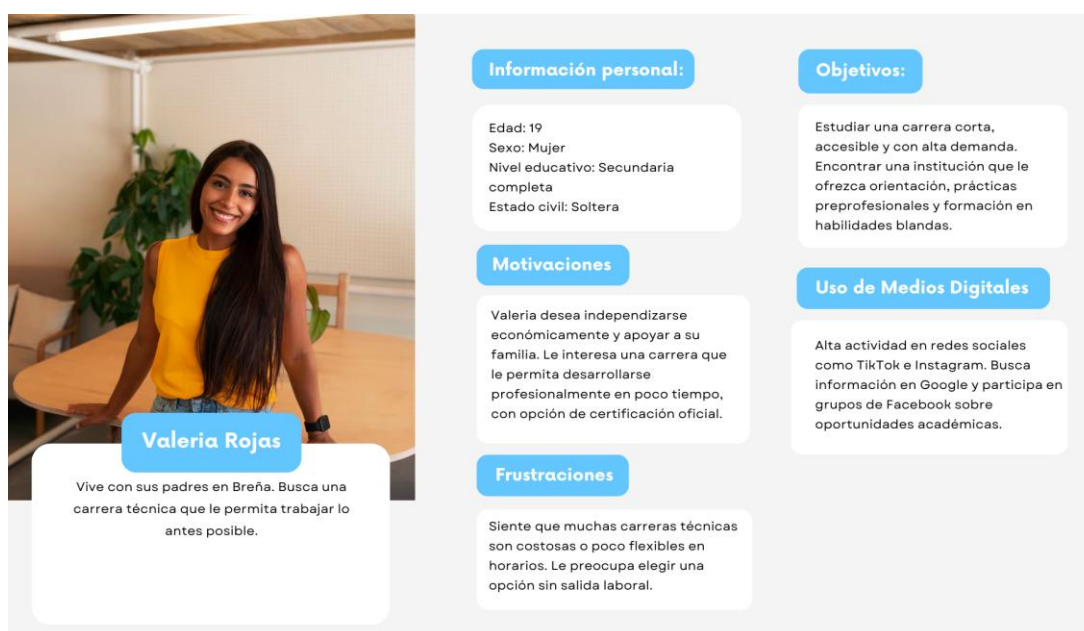 Valeria Rojas
Vive con sus padres en Breña. Busca una
carrera técnica que le permita trabajar lo
antes posible.
Información personal:
Edad: 19
Sexo: Mujer
Nivel educativo: Secundaria
completa
Estado civil: Soltera
Motivaciones
Valeria desea independizarse
económicamente y apoyar a su
familia. Le interesa una carrera que
le permita desarrollarse
profesionalmente en poco tiempo,
con opción de certificación oficial.
Frustraciones
Siente que muchas carreras técnicas
son costosas o poco flexibles en
horarios. Le preocupa elegir una
opción sin salida laboral.
Objetivos:
Estudiar una carrera corta,
accesible y con alta demanda.
Encontrar una institución que le
ofrezca orientación, prácticas
preprofesionales y formación en
habilidades blandas.
Uso de Medios Digitales
Alta actividad en redes sociales
como TikTok e Instagram. Busca
información en Google y participa en
grupos de Facebook sobre
oportunidades académicas.